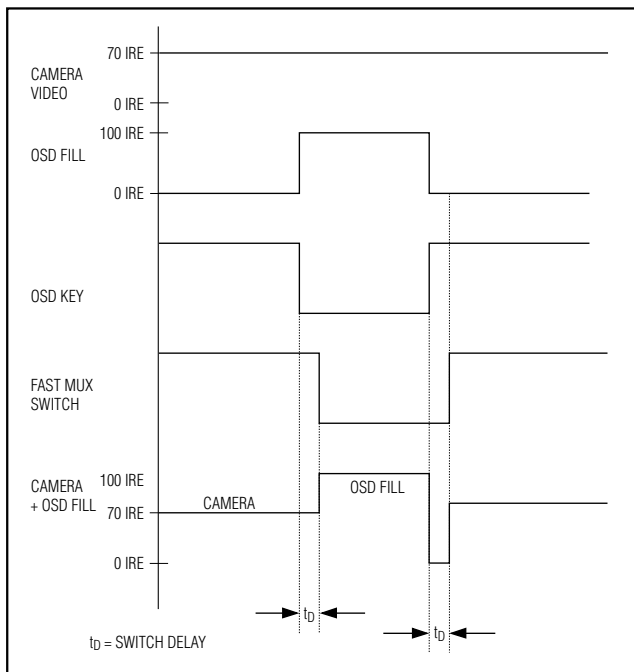 70 IRE
CAMERA
VIDEO
0 IRE
100 IRE
OSD FILL
0 IRE
OSD KEY
FAST MUX
SWITCH
100 IRE
OSD FILL
CAMERA
+ OSD FILL
CAMERA
70 IRE
0 IRE
tD
tD
tD = SWITCH DELAY